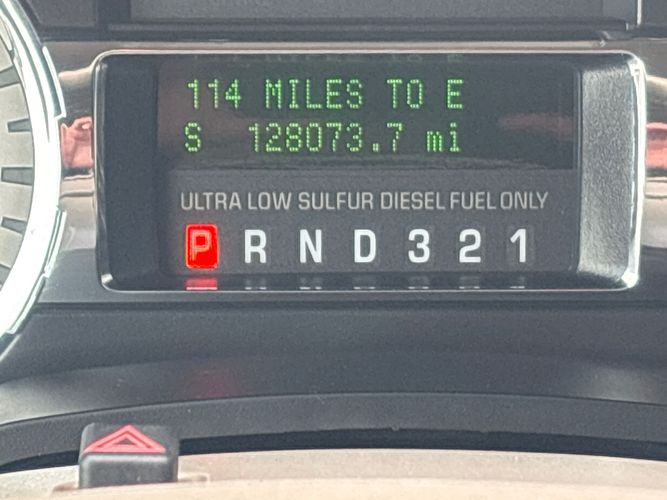 114 MILES TO E
S 128073.7 mi
ULTRA LOW SULFUR DIESEL FUEL ONLY
P R N D 3 2 1